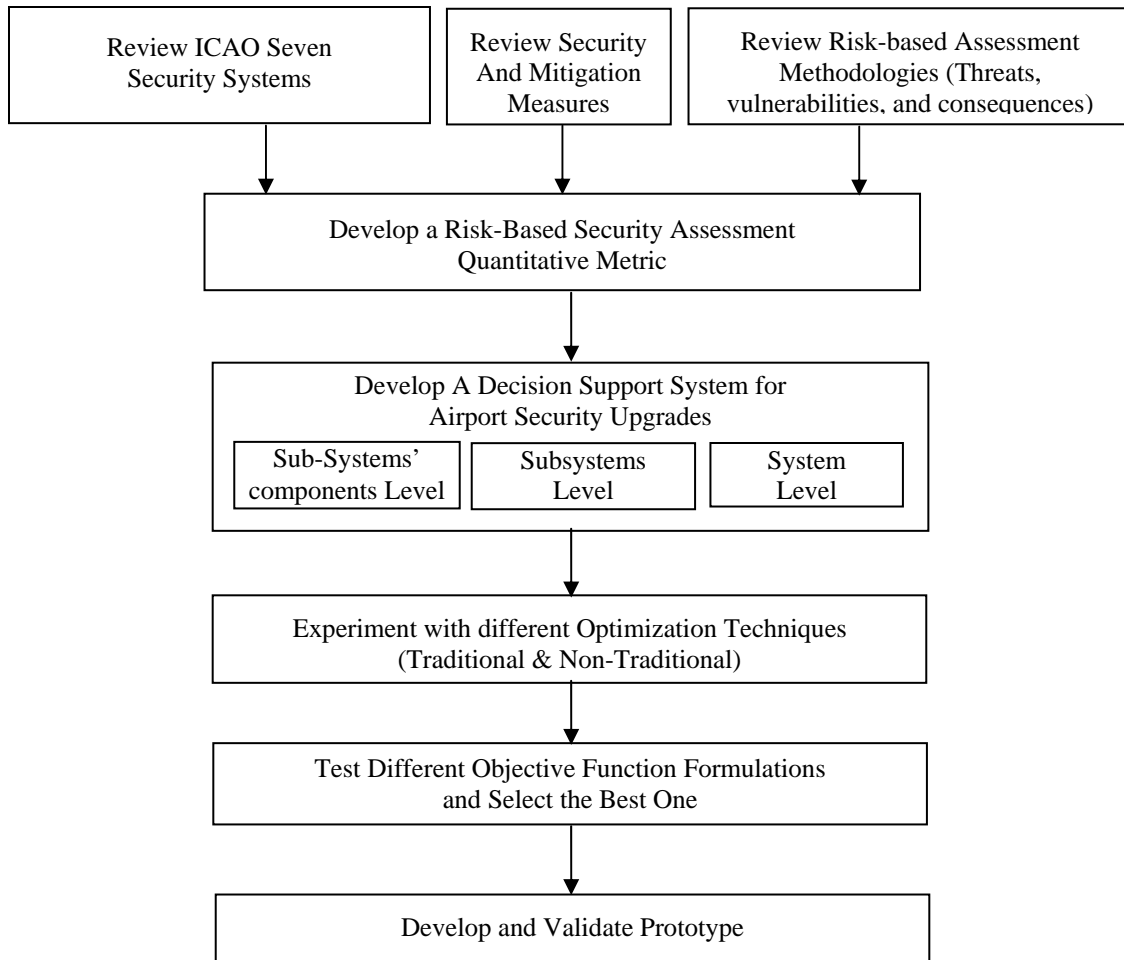 Review ICAO Seven
Security Systems
Review Security
And Mitigation
Measures
Review Risk-based Assessment
Methodologies (Threats,
vulnerabilities, and consequences)
Develop a Risk-Based Security Assessment
Quantitative Metric
Develop A Decision Support System for
Airport Security Upgrades
Sub-Systems’
components Level
Subsystems
Level
System
Level
Experiment with different Optimization Techniques
(Traditional & Non-Traditional)
Test Different Objective Function Formulations
and Select the Best One
Develop and Validate Prototype